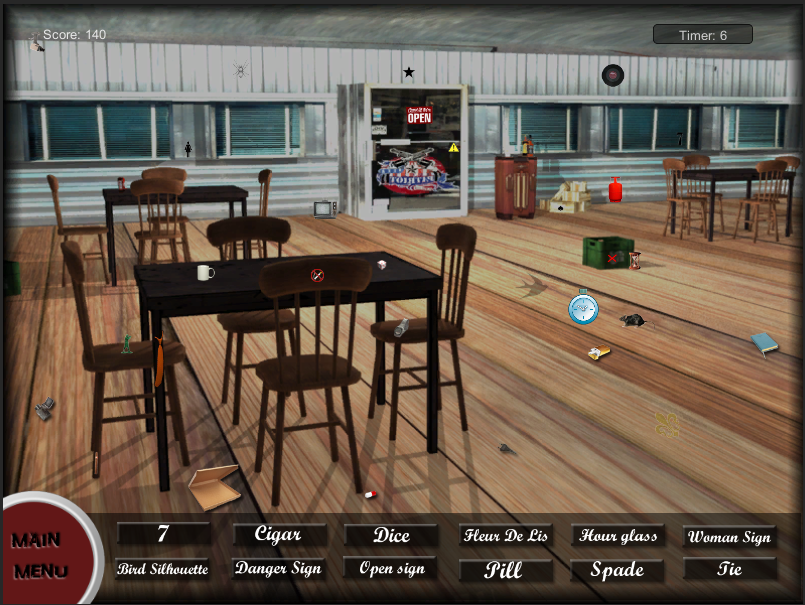 Score: 140
Timer: 6
OPEN
MAIN
MENU
7
Cigar
Dice
Fleur De Lis
Hour glass
Woman Sign
Bird Silhouette
Danger Sign
Open sign
Pill
Spade
Tie